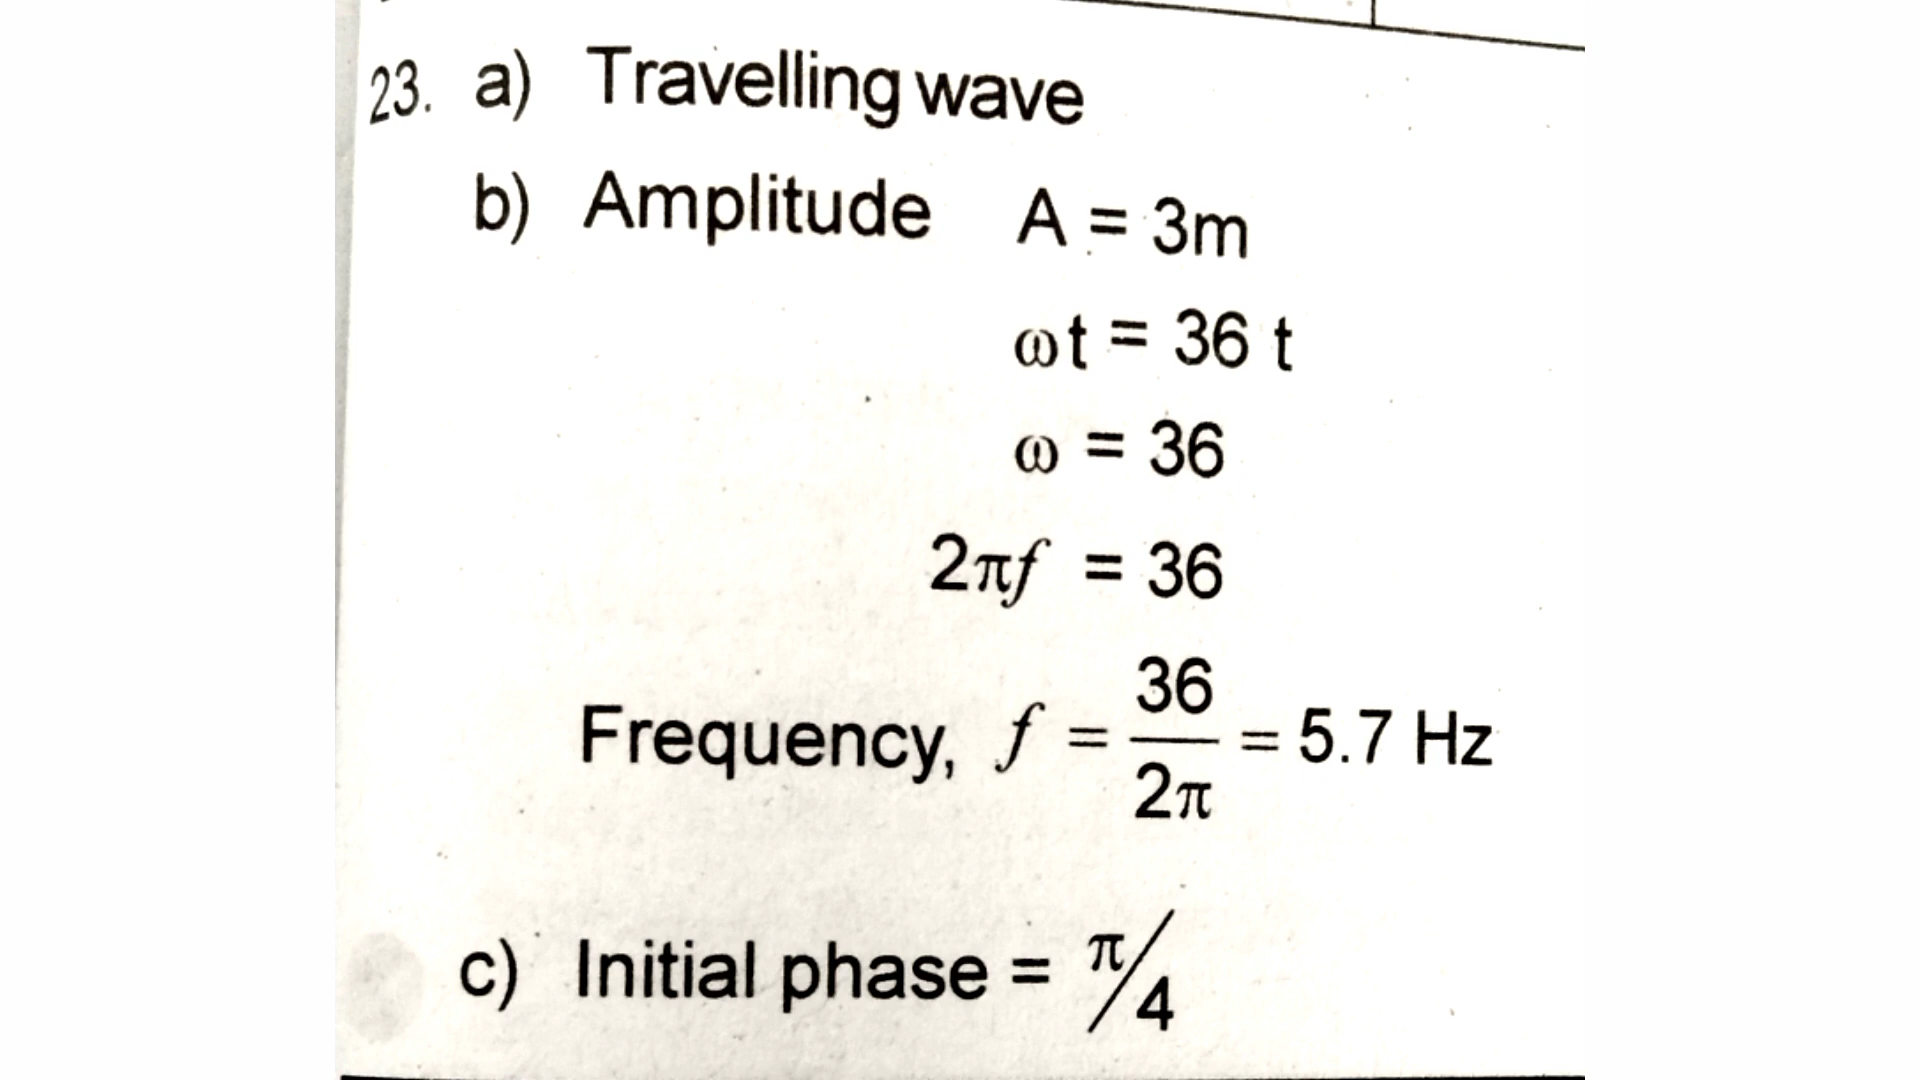 23. a) Travelling wave
b) Amplitude A = 3m
ωt = 36 t
ω = 36
2πf = 36
Frequency, f = 36/2π = 5.7 Hz
c) Initial phase = π/4